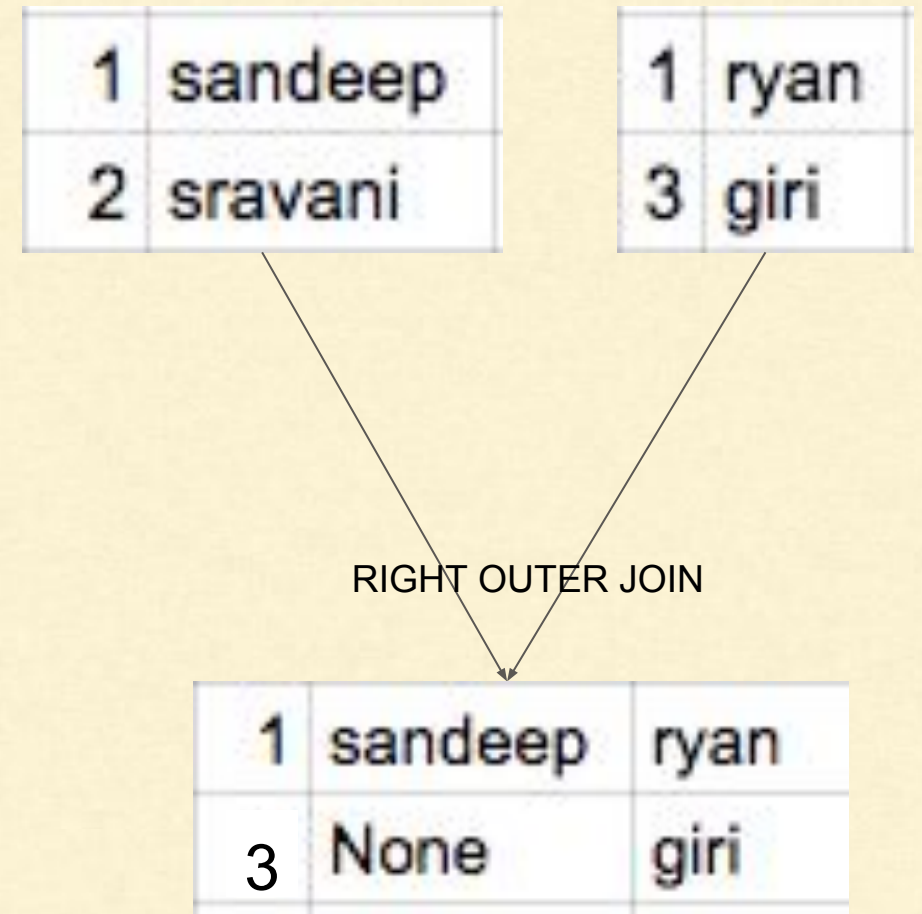 1 sandeep
2 sravani
1 ryan
3 giri
RIGHT OUTER JOIN
1 sandeep ryan
3 None giri